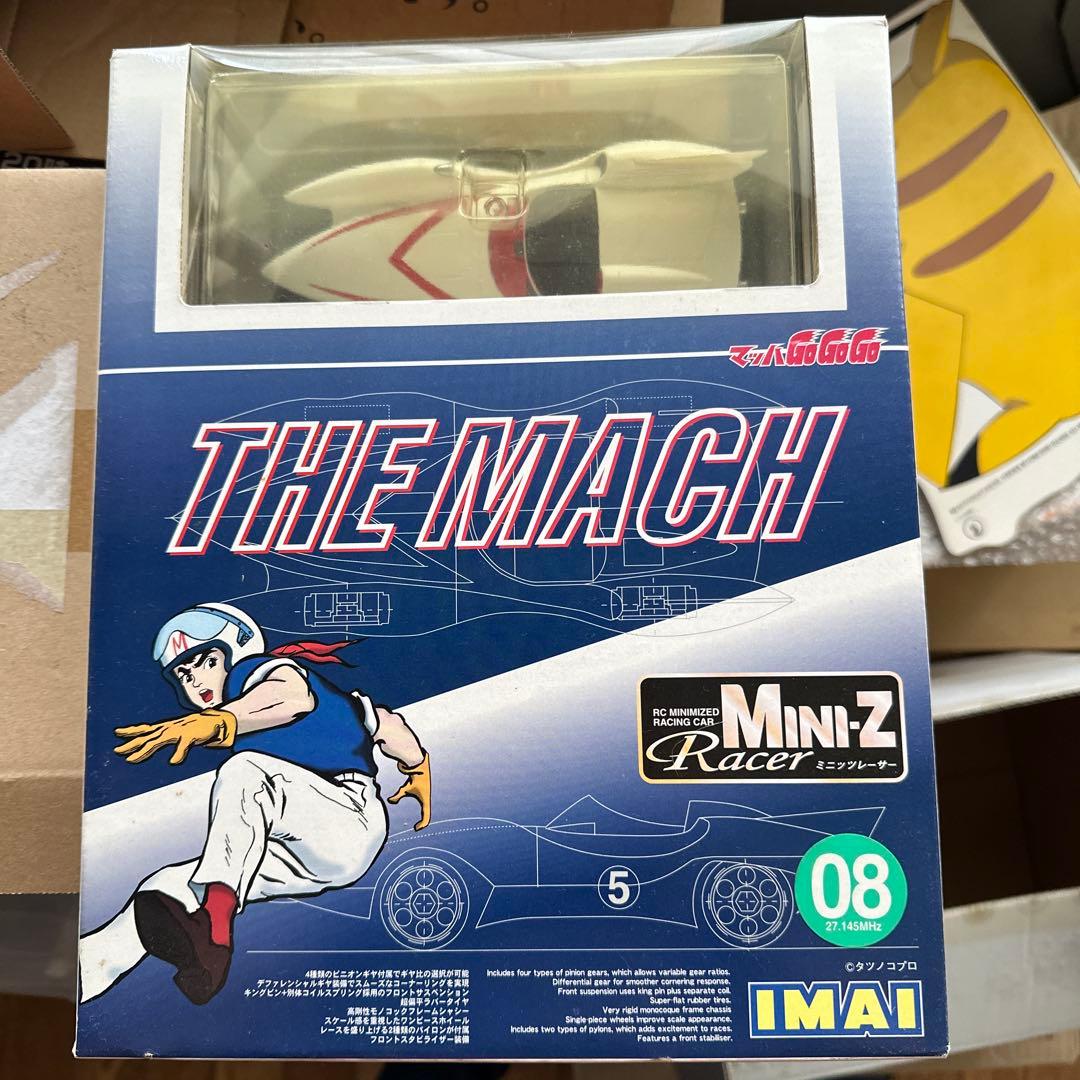 マッハGoGoGo
THE MACH
M
RC MINIMIZED
RACING CAR
MINI-Z
Racer ミニッツレーサー
5
08
27.145MHz
4種類のピニオンギヤ付属でギヤ比の選択が可能
デファレンシャルギヤ装備でスムーズなコーナーリングを実現
キングピン+別体コイルスプリング採用のフロントサスペンション
超偏平ラバータイヤ
高剛性モノコックフレームシャシー
スケール感を重視したワンピースホイール
レースを盛り上げる2種類のパイロンが付属
フロントスタビライザー装備
Includes four types of pinion gears, which allows variable gear ratios.
Differential gear for smoother cornering response.
Front suspension uses king pin plus separate coil.
Super-flat rubber tires.
Very rigid monocoque frame chassis.
Single-piece wheels improve scale appearance.
Includes two types of pylons, which adds excitement to races.
Features a front stabiliser.
©タツノコプロ
IMAI